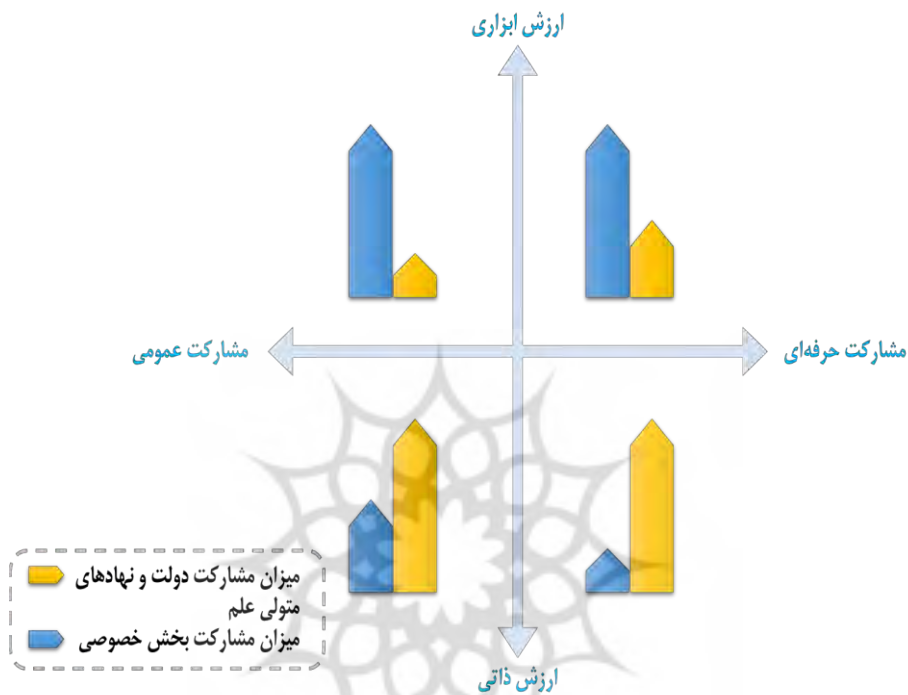 ارزش ابزاری
مشارکت حرفه‌ای
مشارکت عمومی
میزان مشارکت دولت و نهادهای
متولی علم
میزان مشارکت بخش خصوصی
ارزش ذاتی